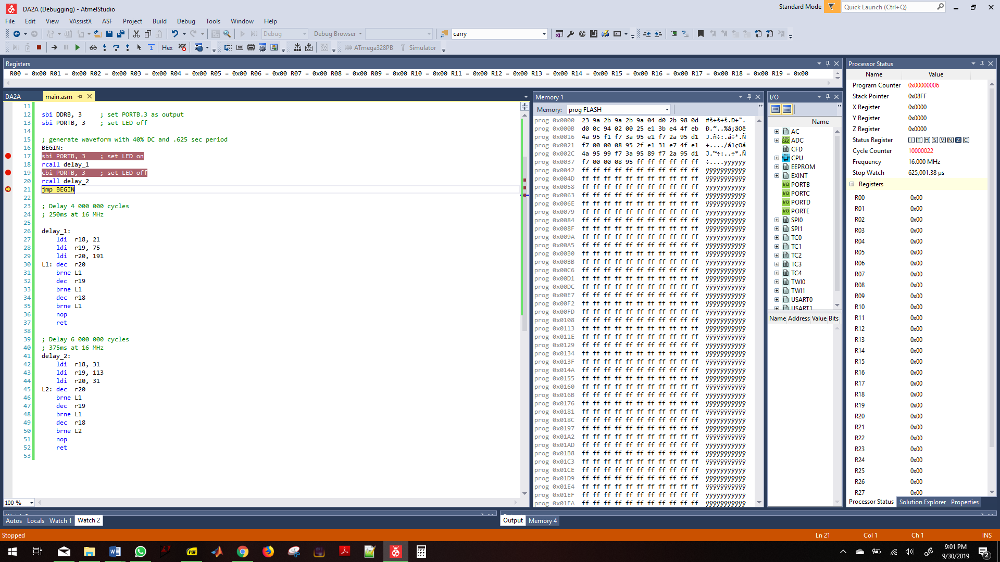 DA2A (Debugging) - AtmelStudio
Standard Mode
Quick Launch (Ctrl+Q)
File Edit View VAssistX ASF Project Build Debug Tools Window Help
Debug
Debug Browser
carry
Hex
ATmega328PB
Simulator
Registers
R00 = 0x00 R01 = 0x00 R02 = 0x00 R03 = 0x00 R04 = 0x00 R05 = 0x00 R06 = 0x00 R07 = 0x00 R08 = 0x00 R09 = 0x00 R10 = 0x00 R11 = 0x00 R12 = 0x00 R13 = 0x00 R14 = 0x00 R15 = 0x00 R16 = 0x00 R17 = 0x00 R18 = 0x00 R19 = 0x00
DA2A
main.asm
11
12 sbi DDRB, 3 ; set PORTB.3 as output
13 sbi PORTB, 3 ; set LED off
14
15 ; generate waveform with 40% DC and .625 sec period
16 BEGIN:
17 sbi PORTB, 3 ; set LED on
18 rcall delay_1
19 cbi PORTB, 3 ; set LED off
20 rcall delay_2
21 jmp BEGIN
22
23 ; Delay 4 000 000 cycles
24 ; 250ms at 16 MHz
25
26 delay_1:
27 ldi r18, 21
28 ldi r19, 75
29 ldi r20, 191
30 L1: dec r20
31 brne L1
32 dec r19
33 brne L1
34 dec r18
35 brne L1
36 nop
37 ret
38
39 ; Delay 6 000 000 cycles
40 ; 375ms at 16 MHz
41 delay_2:
42 ldi r18, 31
43 ldi r19, 113
44 ldi r20, 31
45 L2: dec r20
46 brne L1
47 dec r19
48 brne L1
49 dec r18
50 brne L2
51 nop
52 ret
53
100 %
Memory 1
Memory: prog FLASH
prog 0x0000 23 9a 2b 9a 2b 9a 04 d0 2b 98 0d #š+š+š.Ð+˜.
prog 0x000B d0 0c 94 02 00 25 e1 3b e4 4f eb Ð.”..%á;äOë
prog 0x0016 4a 95 f1 f7 3a 95 e1 f7 2a 95 d1 J.ñ÷:.á÷*.Ñ
prog 0x0021 f7 00 00 08 95 2f e1 31 e7 4f e1 ÷..../á1çOá
prog 0x002C 4a 95 99 f7 3a 95 89 f7 2a 95 d1 J.™÷:..÷*.Ñ
prog 0x0037 f7 00 00 08 95 ff ff ff ff ff ff ÷....ÿÿÿÿÿÿ
prog 0x0042 ff ff ff ff ff ff ff ff ff ff ff ÿÿÿÿÿÿÿÿÿÿÿ
prog 0x004D ff ff ff ff ff ff ff ff ff ff ff ÿÿÿÿÿÿÿÿÿÿÿ
prog 0x0058 ff ff ff ff ff ff ff ff ff ff ff ÿÿÿÿÿÿÿÿÿÿÿ
prog 0x0063 ff ff ff ff ff ff ff ff ff ff ff ÿÿÿÿÿÿÿÿÿÿÿ
prog 0x006E ff ff ff ff ff ff ff ff ff ff ff ÿÿÿÿÿÿÿÿÿÿÿ
prog 0x0079 ff ff ff ff ff ff ff ff ff ff ff ÿÿÿÿÿÿÿÿÿÿÿ
prog 0x0084 ff ff ff ff ff ff ff ff ff ff ff ÿÿÿÿÿÿÿÿÿÿÿ
prog 0x008F ff ff ff ff ff ff ff ff ff ff ff ÿÿÿÿÿÿÿÿÿÿÿ
prog 0x009A ff ff ff ff ff ff ff ff ff ff ff ÿÿÿÿÿÿÿÿÿÿÿ
prog 0x00A5 ff ff ff ff ff ff ff ff ff ff ff ÿÿÿÿÿÿÿÿÿÿÿ
prog 0x00B0 ff ff ff ff ff ff ff ff ff ff ff ÿÿÿÿÿÿÿÿÿÿÿ
prog 0x00BB ff ff ff ff ff ff ff ff ff ff ff ÿÿÿÿÿÿÿÿÿÿÿ
prog 0x00C6 ff ff ff ff ff ff ff ff ff ff ff ÿÿÿÿÿÿÿÿÿÿÿ
prog 0x00D1 ff ff ff ff ff ff ff ff ff ff ff ÿÿÿÿÿÿÿÿÿÿÿ
prog 0x00DC ff ff ff ff ff ff ff ff ff ff ff ÿÿÿÿÿÿÿÿÿÿÿ
prog 0x00E7 ff ff ff ff ff ff ff ff ff ff ff ÿÿÿÿÿÿÿÿÿÿÿ
prog 0x00F2 ff ff ff ff ff ff ff ff ff ff ff ÿÿÿÿÿÿÿÿÿÿÿ
prog 0x00FD ff ff ff ff ff ff ff ff ff ff ff ÿÿÿÿÿÿÿÿÿÿÿ
prog 0x0108 ff ff ff ff ff ff ff ff ff ff ff ÿÿÿÿÿÿÿÿÿÿÿ
prog 0x0113 ff ff ff ff ff ff ff ff ff ff ff ÿÿÿÿÿÿÿÿÿÿÿ
prog 0x011E ff ff ff ff ff ff ff ff ff ff ff ÿÿÿÿÿÿÿÿÿÿÿ
prog 0x0129 ff ff ff ff ff ff ff ff ff ff ff ÿÿÿÿÿÿÿÿÿÿÿ
prog 0x0134 ff ff ff ff ff ff ff ff ff ff ff ÿÿÿÿÿÿÿÿÿÿÿ
prog 0x013F ff ff ff ff ff ff ff ff ff ff ff ÿÿÿÿÿÿÿÿÿÿÿ
prog 0x014A ff ff ff ff ff ff ff ff ff ff ff ÿÿÿÿÿÿÿÿÿÿÿ
prog 0x0155 ff ff ff ff ff ff ff ff ff ff ff ÿÿÿÿÿÿÿÿÿÿÿ
prog 0x0160 ff ff ff ff ff ff ff ff ff ff ff ÿÿÿÿÿÿÿÿÿÿÿ
prog 0x016B ff ff ff ff ff ff ff ff ff ff ff ÿÿÿÿÿÿÿÿÿÿÿ
prog 0x0176 ff ff ff ff ff ff ff ff ff ff ff ÿÿÿÿÿÿÿÿÿÿÿ
prog 0x0181 ff ff ff ff ff ff ff ff ff ff ff ÿÿÿÿÿÿÿÿÿÿÿ
prog 0x018C ff ff ff ff ff ff ff ff ff ff ff ÿÿÿÿÿÿÿÿÿÿÿ
prog 0x0197 ff ff ff ff ff ff ff ff ff ff ff ÿÿÿÿÿÿÿÿÿÿÿ
prog 0x01A2 ff ff ff ff ff ff ff ff ff ff ff ÿÿÿÿÿÿÿÿÿÿÿ
prog 0x01AD ff ff ff ff ff ff ff ff ff ff ff ÿÿÿÿÿÿÿÿÿÿÿ
prog 0x01B8 ff ff ff ff ff ff ff ff ff ff ff ÿÿÿÿÿÿÿÿÿÿÿ
prog 0x01C3 ff ff ff ff ff ff ff ff ff ff ff ÿÿÿÿÿÿÿÿÿÿÿ
prog 0x01CE ff ff ff ff ff ff ff ff ff ff ff ÿÿÿÿÿÿÿÿÿÿÿ
prog 0x01D9 ff ff ff ff ff ff ff ff ff ff ff ÿÿÿÿÿÿÿÿÿÿÿ
prog 0x01E4 ff ff ff ff ff ff ff ff ff ff ff ÿÿÿÿÿÿÿÿÿÿÿ
prog 0x01EF ff ff ff ff ff ff ff ff ff ff ff ÿÿÿÿÿÿÿÿÿÿÿ
prog 0x01FA ff ff ff ff ff ff ff ff ff ff ff ÿÿÿÿÿÿÿÿÿÿÿ
I/O
Name
AC
ADC
CFD
CPU
EEPROM
EXINT
PORTB
PORTC
PORTD
PORTE
SPI0
SPI1
TC0
TC1
TC2
TC3
TC4
TWI0
TWI1
USART0
USART1
Name Address Value Bits
Processor Status
Name Value
Program Counter 0x00000006
Stack Pointer 0x08FF
X Register 0x0000
Y Register 0x0000
Z Register 0x0000
Status Register I T H S V N Z C
Cycle Counter 10000022
Frequency 16.000 MHz
Stop Watch 625,001.38 µs
Registers
R00 0x00
R01 0x00
R02 0x00
R03 0x00
R04 0x00
R05 0x00
R06 0x00
R07 0x00
R08 0x00
R09 0x00
R10 0x00
R11 0x00
R12 0x00
R13 0x00
R14 0x00
R15 0x00
R16 0x00
R17 0x00
R18 0x00
R19 0x00
R20 0x00
R21 0x00
R22 0x00
R23 0x00
R24 0x00
R25 0x00
R26 0x00
R27 0x00
Processor Status Solution Explorer Properties
Autos Locals Watch 1 Watch 2
Output Memory 4
Stopped
Ln 21 Col 1 Ch 1 INS
9:01 PM
9/30/2019
2